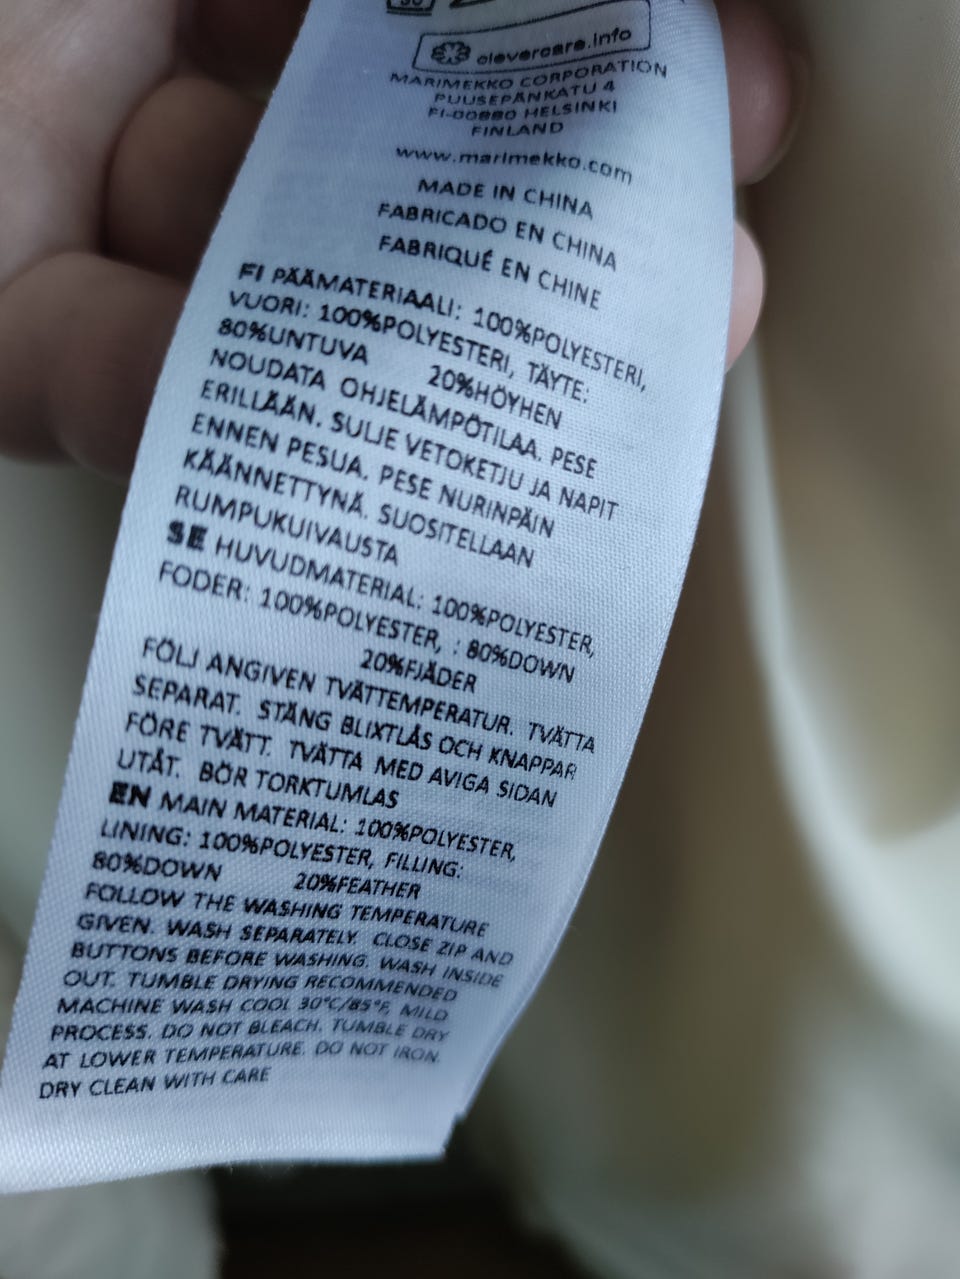 30
clevercare.info
MARIMEKKO CORPORATION
PUUSEPÄNKATU 4
FI-00880 HELSINKI
FINLAND
www.marimekko.com
MADE IN CHINA
FABRICADO EN CHINA
FABRIQUÉ EN CHINE
FI PÄÄMATERIAALI: 100%POLYESTERI,
VUORI: 100%POLYESTERI, TÄYTE:
80%UNTUVA 20%HÖYHEN
NOUDATA OHJELÄMPÖTILAA. PESE
ERILLÄÄN. SULJE VETOKETJU JA NAPIT
ENNEN PESUA. PESE NURINPÄIN
KÄÄNNETTYNÄ. SUOSITELLAAN
RUMPUKUIVAUSTA
SE HUVUDMATERIAL: 100%POLYESTER,
FODER: 100%POLYESTER, : 80%DOWN
20%FJÄDER
FÖLJ ANGIVEN TVÄTTEMPERATUR. TVÄTTA
SEPARAT. STÄNG BLIXTLÅS OCH KNAPPAR
FÖRE TVÄTT. TVÄTTA MED AVIGA SIDAN
UTÅT. BÖR TORKTUMLAS
EN MAIN MATERIAL: 100%POLYESTER,
LINING: 100%POLYESTER, FILLING:
80%DOWN 20%FEATHER
FOLLOW THE WASHING TEMPERATURE
GIVEN. WASH SEPARATELY. CLOSE ZIP AND
BUTTONS BEFORE WASHING. WASH INSIDE
OUT. TUMBLE DRYING RECOMMENDED
MACHINE WASH COOL 30°C/85°F, MILD
PROCESS. DO NOT BLEACH. TUMBLE DRY
AT LOWER TEMPERATURE. DO NOT IRON.
DRY CLEAN WITH CARE